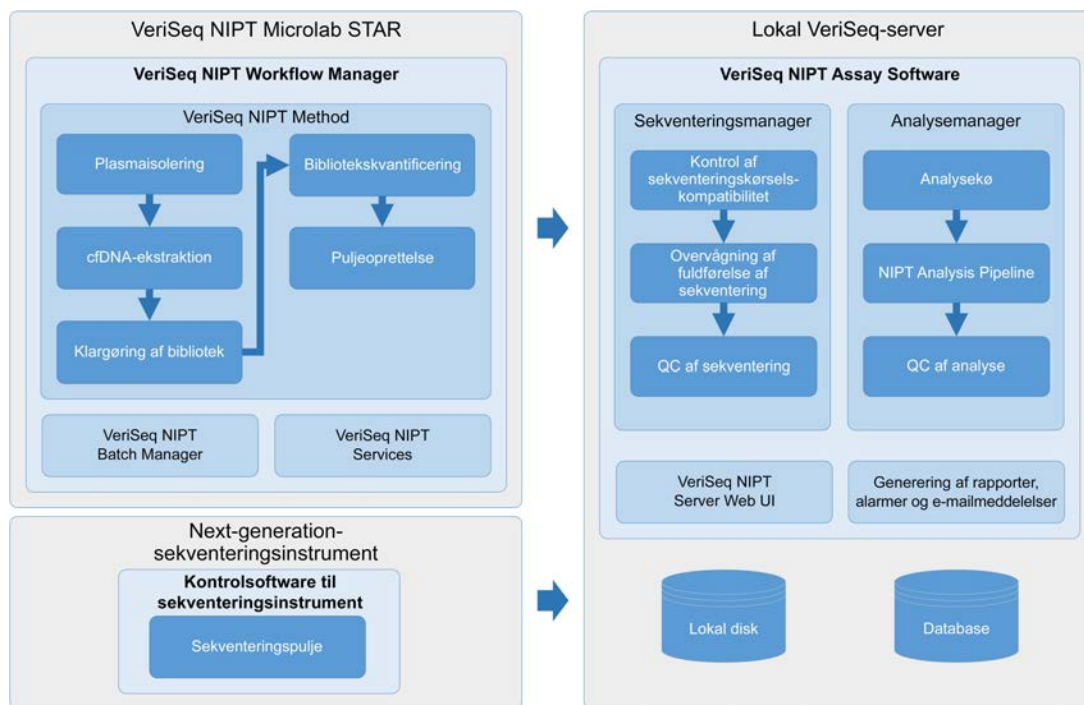 VeriSeq NIPT Microlab STAR
VeriSeq NIPT Workflow Manager
VeriSeq NIPT Method
Plasmaisolering
cfDNA-ekstraktion
Klargøring af bibliotek
Bibliotekskvantificering
Puljeoprettelse
VeriSeq NIPT
Batch Manager
VeriSeq NIPT
Services
Next-generation-
sekventeringsinstrument
Kontrolsoftware til
sekventeringsinstrument
Sekventeringspulje
Lokal VeriSeq-server
VeriSeq NIPT Assay Software
Sekventeringsmanager
Kontrol af
sekventeringskørsels-
kompatibilitet
Overvågning af
fuldførelse af
sekventering
QC af sekventering
Analysemanager
Analysekø
NIPT Analysis Pipeline
QC af analyse
VeriSeq NIPT
Server Web UI
Generering af rapporter,
alarmer og e-mailmeddelelser
Lokal disk
Database